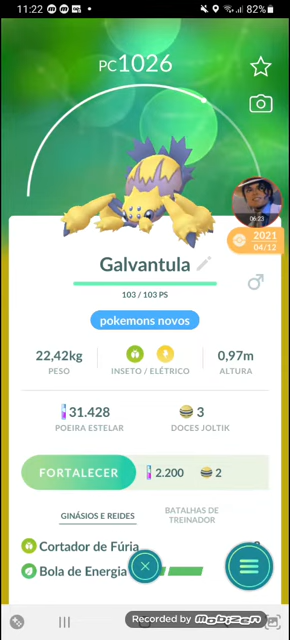 11:22
82%
PC1026
06:23
2021
04/12
Galvantula
103 / 103 PS
pokemons novos
22,42kg
PESO
INSETO / ELÉTRICO
0,97m
ALTURA
31.428
POEIRA ESTELAR
3
DOCES JOLTIK
FORTALECER
2.200
2
GINÁSIOS E REIDES
BATALHAS DE
TREINADOR
Cortador de Fúria
Bola de Energia
Recorded by MOBIZEN